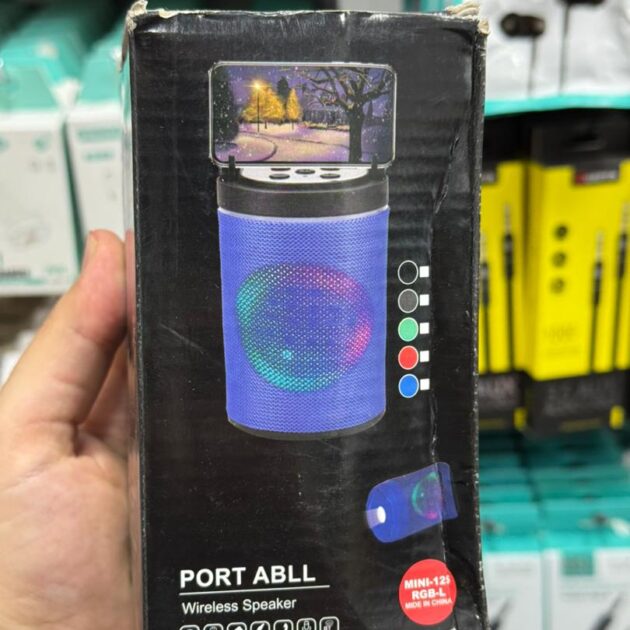 PORT ABLL
Wireless Speaker
MINI-125
RGB-L
MADE IN CHINA